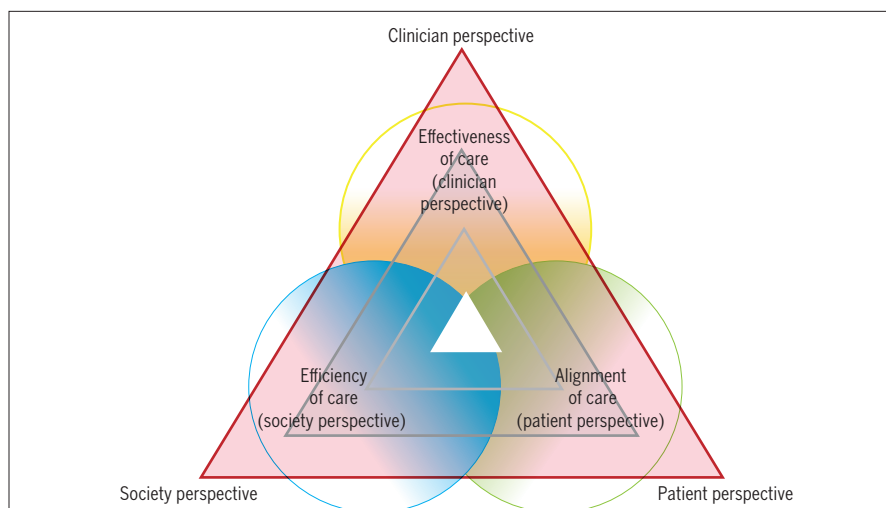 Clinician perspective
Effectiveness
of care
(clinician
perspective)
Efficiency
of care
(society perspective)
Alignment
of care
(patient perspective)
Society perspective
Patient perspective